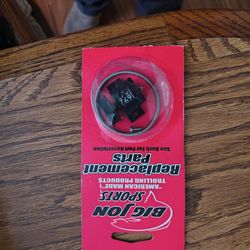 BIG JON
SPORTS
"AMERICAN MADE"
TROLLING PRODUCTS
Replacement
Parts
See Back for Part Description